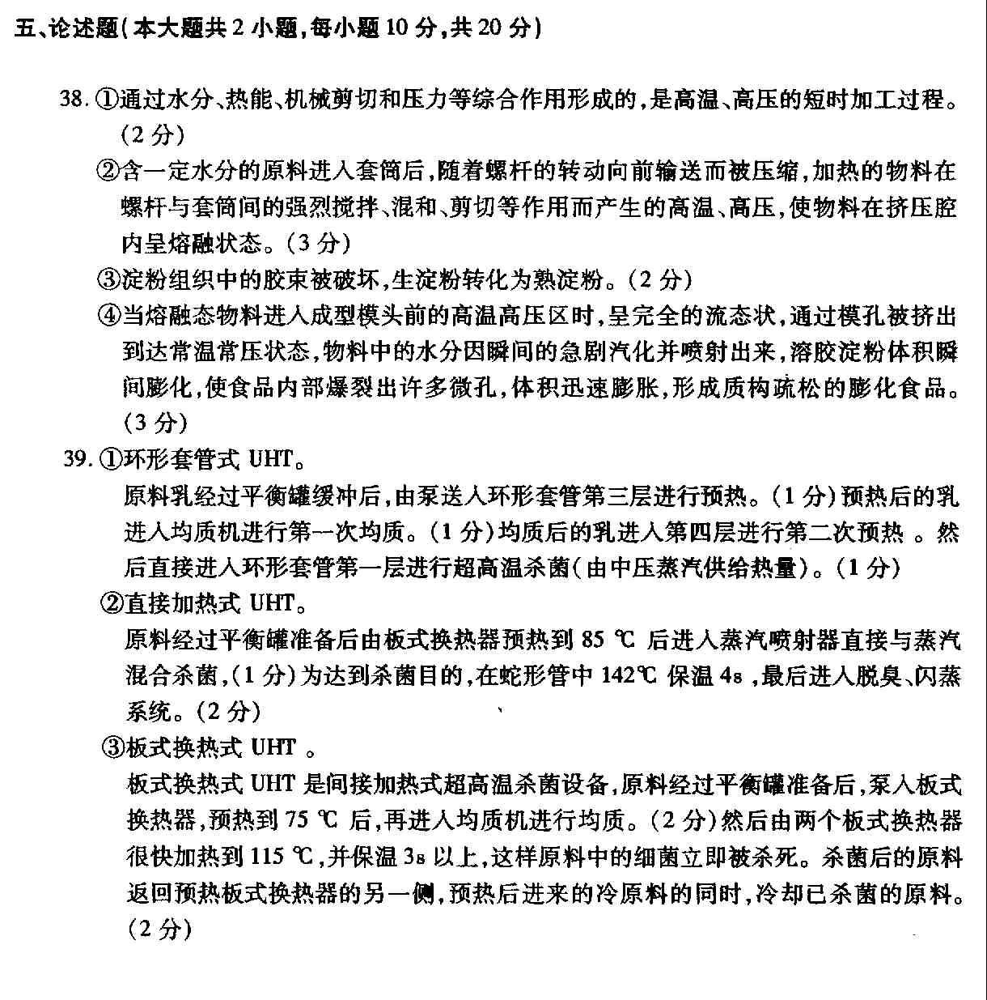 五、论述题(本大题共2小题,每小题10分,共20分)
38. ①通过水分、热能、机械剪切和压力等综合作用形成的,是高温、高压的短时加工过程。
(2分)
②含一定水分的原料进入套筒后,随着螺杆的转动向前输送而被压缩,加热的物料在
螺杆与套筒间的强烈搅拌、混和、剪切等作用而产生的高温、高压,使物料在挤压腔
内呈熔融状态。(3分)
③淀粉组织中的胶束被破坏,生淀粉转化为熟淀粉。(2分)
④当熔融态物料进入成型模头前的高温高压区时,呈完全的流态状,通过模孔被挤出
到达常温常压状态,物料中的水分因瞬间的急剧汽化并喷射出来,溶胶淀粉体积瞬
间膨化,使食品内部爆裂出许多微孔,体积迅速膨胀,形成质构疏松的膨化食品。
(3分)
39. ①环形套管式 UHT。
原料乳经过平衡罐缓冲后,由泵送入环形套管第三层进行预热。(1分)预热后的乳
进入均质机进行第一次均质。(1分)均质后的乳进入第四层进行第二次预热 。然
后直接进入环形套管第一层进行超高温杀菌(由中压蒸汽供给热量)。(1分)
②直接加热式 UHT。
原料经过平衡罐准备后由板式换热器预热到 85 ℃ 后进入蒸汽喷射器直接与蒸汽
混合杀菌,(1分)为达到杀菌目的,在蛇形管中 142℃ 保温 4s ,最后进入脱臭、闪蒸
系统。(2分)
③板式换热式 UHT 。
板式换热式 UHT 是间接加热式超高温杀菌设备,原料经过平衡罐准备后,泵入板式
换热器,预热到 75 ℃ 后,再进入均质机进行均质。(2分)然后由两个板式换热器
很快加热到 115 ℃,并保温 3s 以上,这样原料中的细菌立即被杀死。杀菌后的原料
返回预热板式换热器的另一侧,预热后进来的冷原料的同时,冷却已杀菌的原料。
(2分)